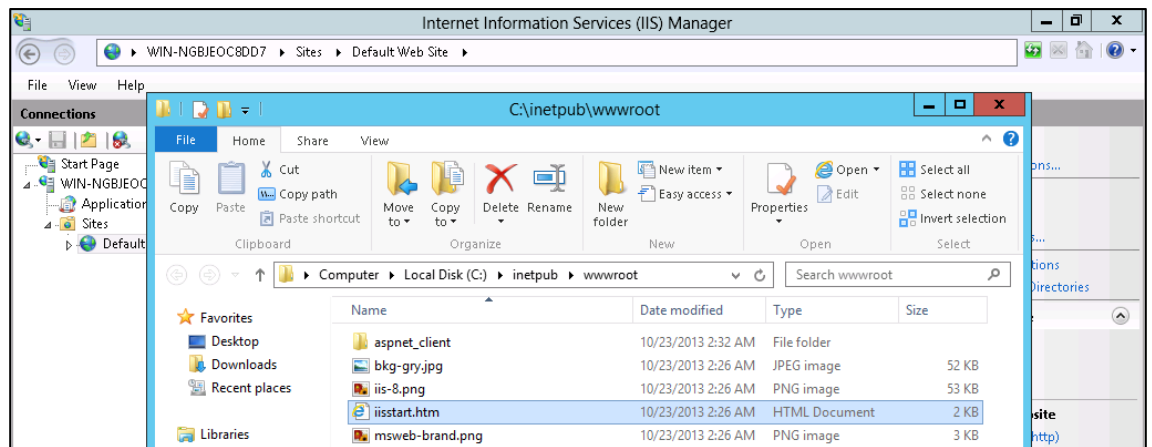 Internet Information Services (IIS) Manager
WIN-NGBJEOC8DD7 Sites Default Web Site
File View Help
Connections
Start Page
WIN-NGBJEOC
Application
Sites
Default
C:\inetpub\wwwroot
File Home Share View
Copy Paste Cut
Copy path
Paste shortcut
Move to Copy to Delete Rename
New folder New item
Easy access
Properties Open
Edit
Select all
Select none
Invert selection
Clipboard Organize New Open Select
Computer Local Disk (C:) inetpub wwwroot Search wwwroot
Favorites
Desktop
Downloads
Recent places
Libraries
Name Date modified Type Size
aspnet_client 10/23/2013 2:32 AM File folder
bkg-gry.jpg 10/23/2013 2:26 AM JPEG image 52 KB
iis-8.png 10/23/2013 2:26 AM PNG image 53 KB
iisstart.htm 10/23/2013 2:26 AM HTML Document 2 KB
msweb-brand.png 10/23/2013 2:26 AM PNG image 3 KB
ons...
s...
tions
Directories
site
http)